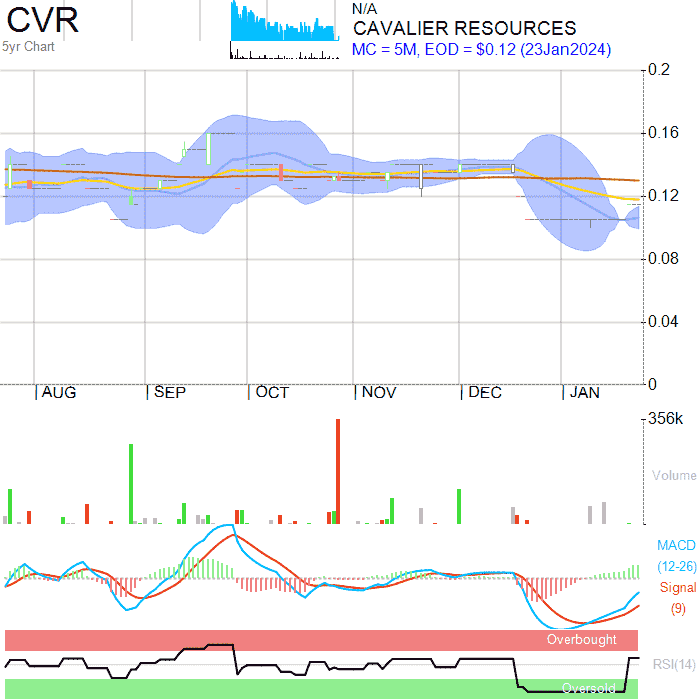 CVR
5yr Chart
N/A
CAVALIER RESOURCES
MC = 5M, EOD = $0.12 (23Jan2024)
0.2
0.16
0.12
0.08
0.04
0
AUG SEP OCT NOV DEC JAN
356k
Volume
MACD
(12-26)
Signal
(9)
Overbought
RSI(14)
Oversold